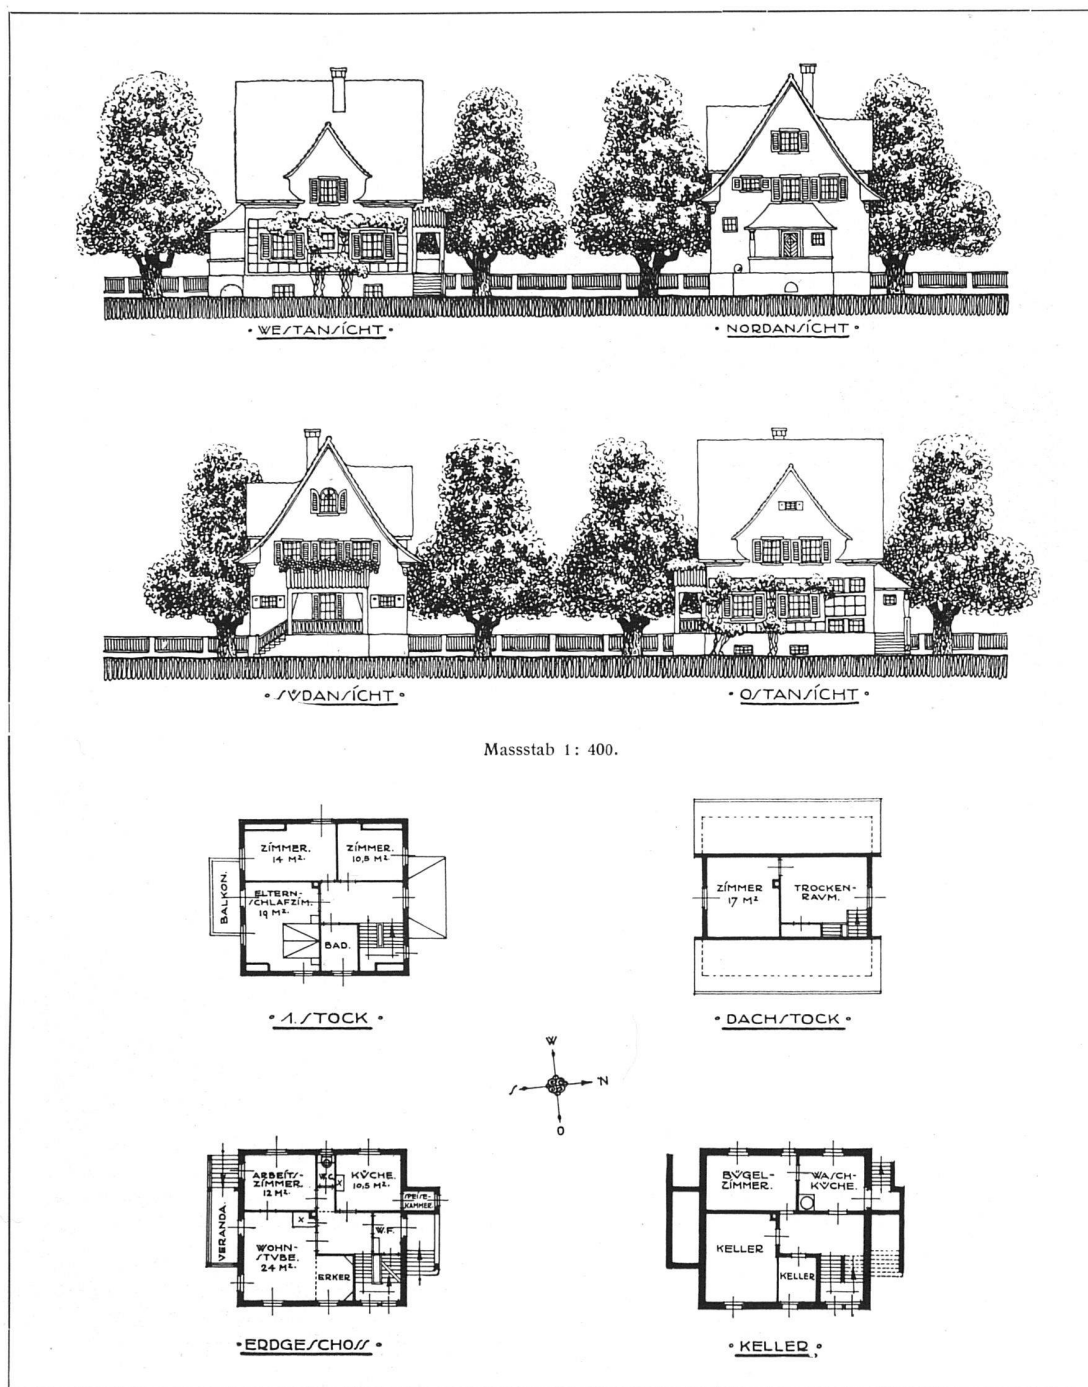 · WESTANSICHT ·
· NORDANSICHT ·
· SÜDANSICHT ·
· OSTANSICHT ·
Massstab 1 : 400.
ZIMMER.
14 M².
ZIMMER.
10,8 M².
BALKON.
ELTERN-
SCHLAFZIM.
19 M².
BAD.
· 1. STOCK ·
ZIMMER
17 M²
TROCKEN-
RAUM.
· DACHSTOCK ·
W
S
N
O
ARBEITS-
ZIMMER.
12 M².
W.C.
X
KÜCHE.
10,5 M².
SPEISE-
KAMMER.
VERANDA.
X
W.F.
WOHN-
STUBE.
24 M².
ERKER
· ERDGESCHOSS ·
BÜGEL-
ZIMMER.
WASCH-
KÜCHE.
KELLER
KELLER
· KELLER ·